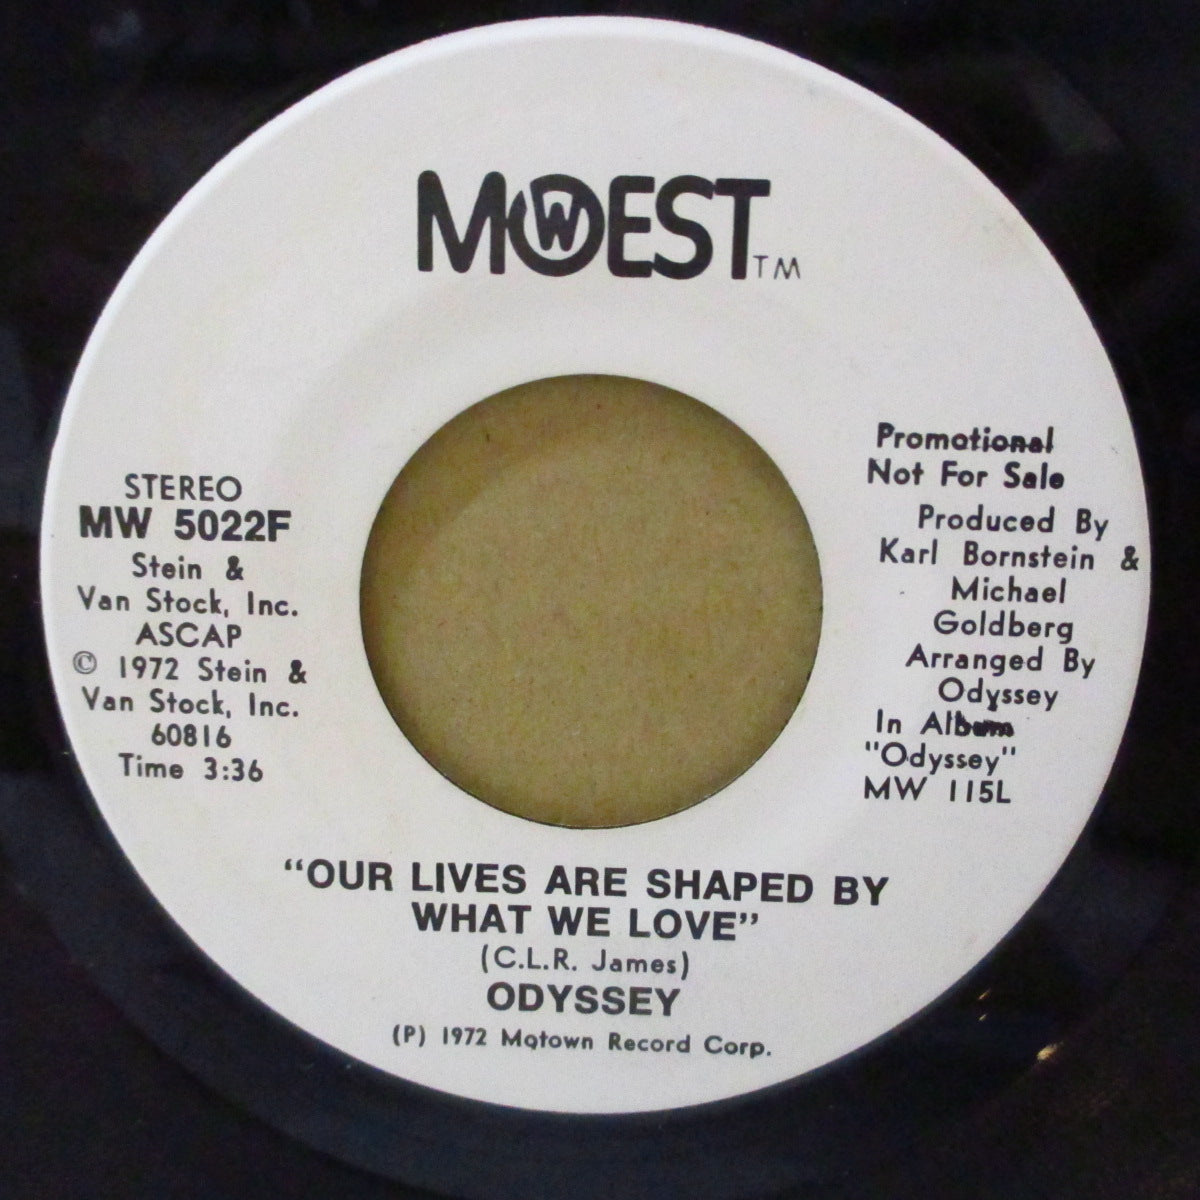 MOWEST TM
STEREO
MW 5022F
Stein &
Van Stock, Inc.
ASCAP
© 1972 Stein &
Van Stock, Inc.
60816
Time 3:36
Promotional
Not For Sale
Produced By
Karl Bornstein &
Michael
Goldberg
Arranged By
Odyssey
In Album
"Odyssey"
MW 115L
"OUR LIVES ARE SHAPED BY
WHAT WE LOVE"
(C.L.R. James)
ODYSSEY
(P) 1972 Motown Record Corp.